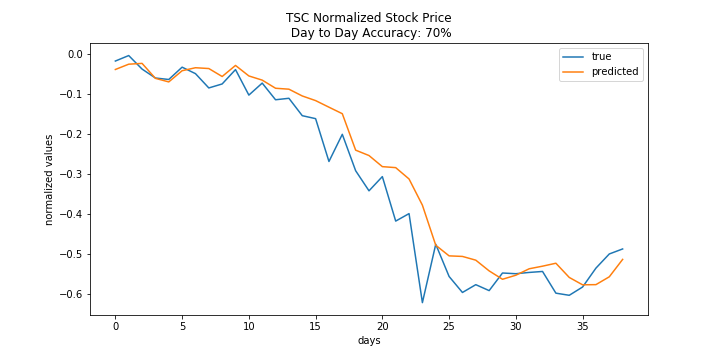 TSC Normalized Stock Price
Day to Day Accuracy: 70%
true
predicted
normalized values
0.0
−0.1
−0.2
−0.3
−0.4
−0.5
−0.6
0 5 10 15 20 25 30 35
days